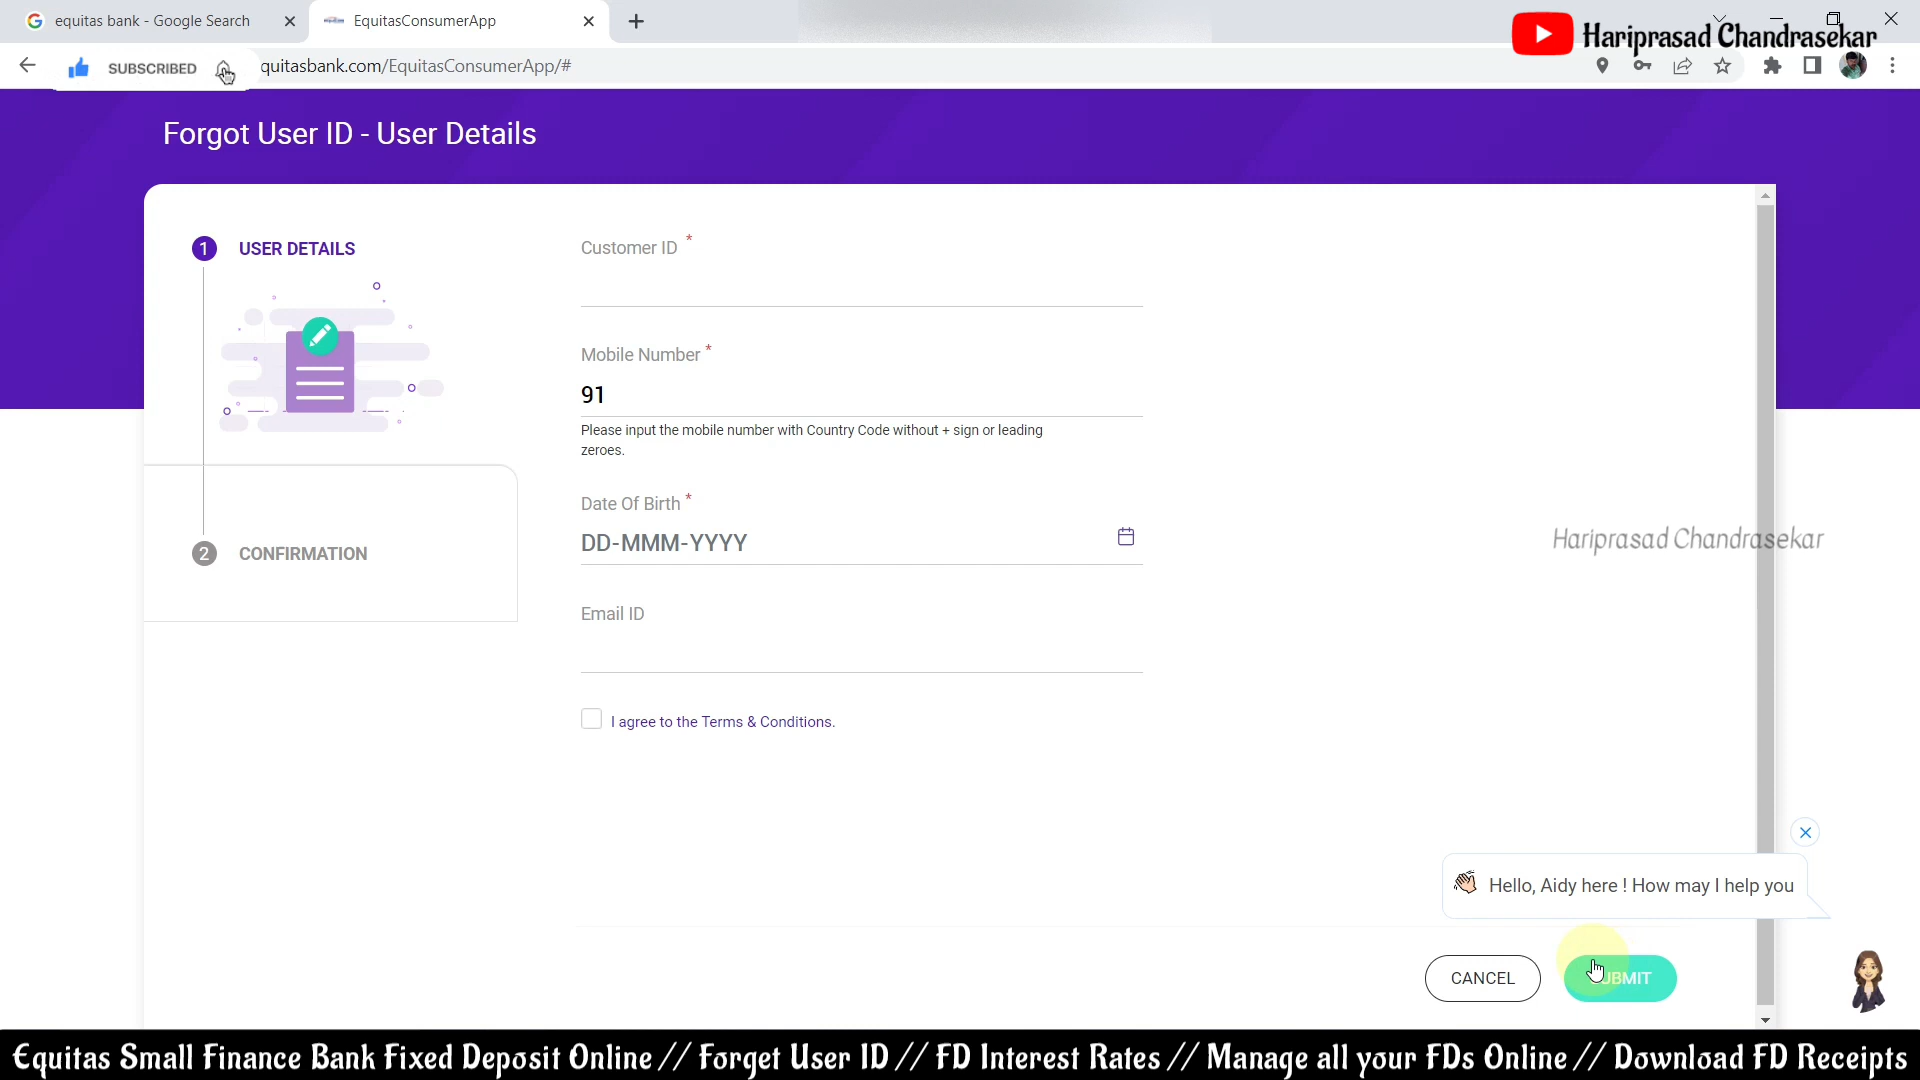 equitas bank - Google Search
EquitasConsumerApp
Hariprasad Chandrasekar
SUBSCRIBED
quitasbank.com/EquitasConsumerApp/#
Forgot User ID - User Details
1 USER DETAILS
Customer ID *
Mobile Number *
91
Please input the mobile number with Country Code without + sign or leading
zeroes.
Date Of Birth *
DD-MMM-YYYY
2 CONFIRMATION
Hariprasad Chandrasekar
Email ID
I agree to the Terms & Conditions.
Hello, Aidy here ! How may I help you
CANCEL
SUBMIT
Equitas Small Finance Bank Fixed Deposit Online // Forget User ID // FD Interest Rates // Manage all your FDs Online // Download FD Receipts